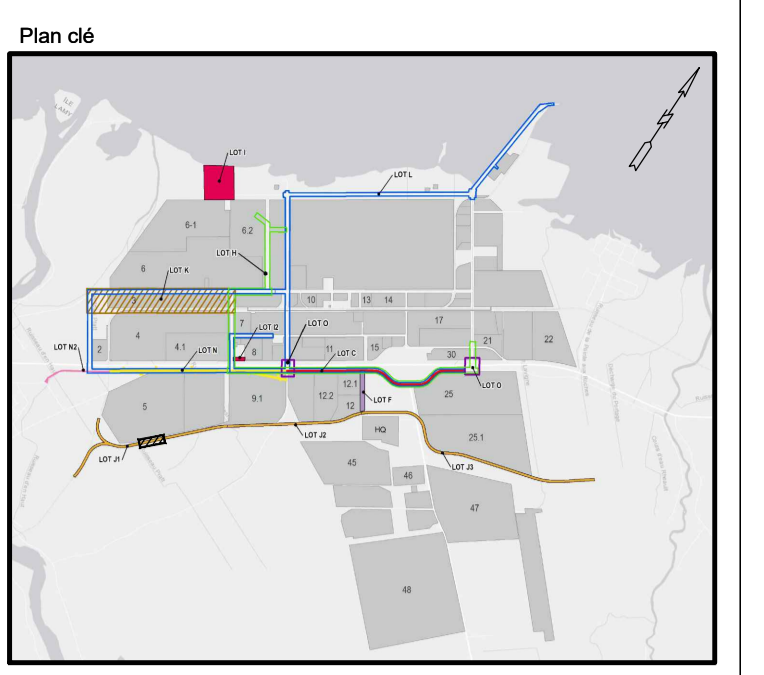 Plan clé
ÎLE
LAMY
LOT I
LOT L
6-1
6.2
LOT H
6
LOT K
3
10
13
14
7
LOT I2
LOT O
17
4
LOT N2
2
4.1
LOT N
8
11
LOT C
15
30
21
22
LOT O
5
9.1
12.2
12.1
12
LOT F
25
HQ
25.1
LOT J1
LOT J2
LOT J3
45
46
47
48